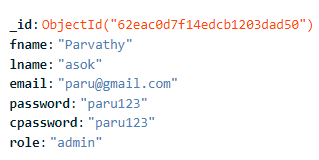 _id: ObjectId("62eac0d7f14edcb1203dad50")
fname: "Parvathy"
lname: "asok"
email: "paru@gmail.com"
password: "paru123"
cpassword: "paru123"
role: "admin"